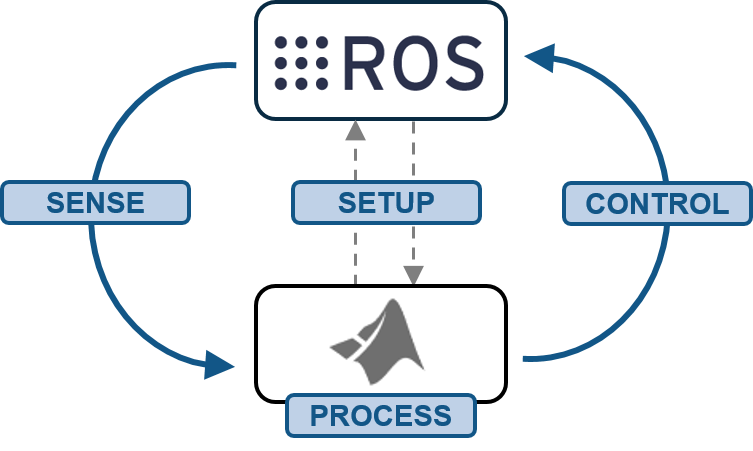 ROS
SENSE
SETUP
CONTROL
PROCESS